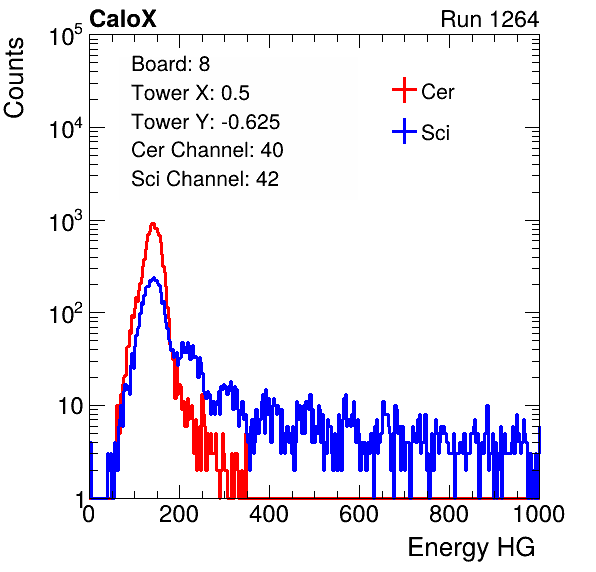 CaloX Run 1264
Counts
10^5
10^4
10^3
10^2
10
1
Board: 8
Tower X: 0.5
Tower Y: -0.625
Cer Channel: 40
Sci Channel: 42
Cer
Sci
0 200 400 600 800 1000
Energy HG